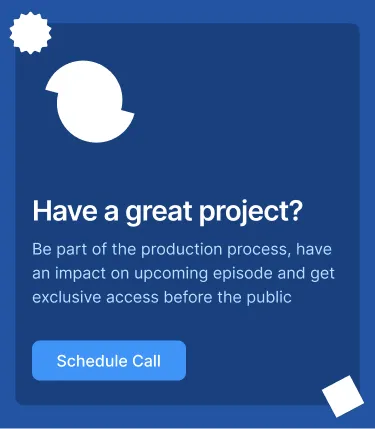 Have a great project?
Be part of the production process, have
an impact on upcoming episode and get
exclusive access before the public
Schedule Call